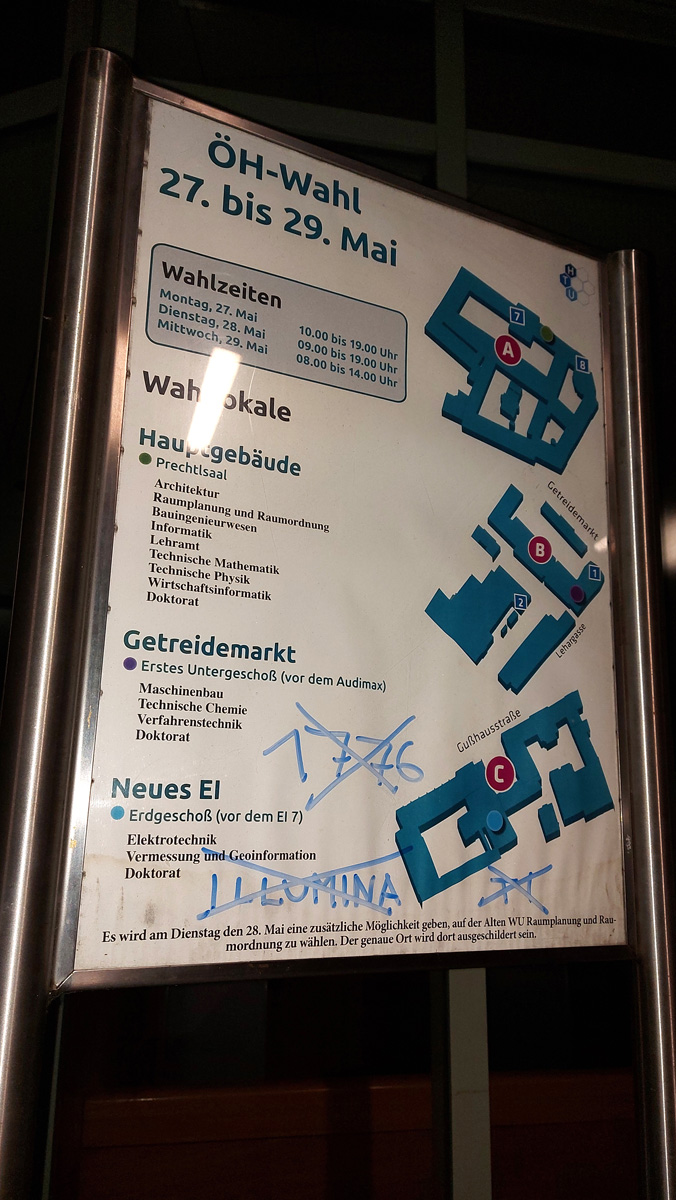 ÖH-Wahl
27. bis 29. Mai
HTU
Wahlzeiten
Montag, 27. Mai 10.00 bis 19.00 Uhr
Dienstag, 28. Mai 09.00 bis 19.00 Uhr
Mittwoch, 29. Mai 08.00 bis 14.00 Uhr
7
A
8
Wahllokale
Hauptgebäude
Prechtlsaal
Architektur
Raumplanung und Raumordnung
Bauingenieurwesen
Informatik
Lehramt
Technische Mathematik
Technische Physik
Wirtschaftsinformatik
Doktorat
Getreidemarkt
B
1
2
Lehargasse
Getreidemarkt
Erstes Untergeschoß (vor dem Audimax)
Maschinenbau
Technische Chemie
Verfahrenstechnik
Doktorat
1776
Gußhausstraße
C
Neues EI
Erdgeschoß (vor dem EI 7)
Elektrotechnik
Vermessung und Geoinformation
Doktorat
ILLUMINA
Es wird am Dienstag den 28. Mai eine zusätzliche Möglichkeit geben, auf der Alten WU Raumplanung und Rau-
mordnung zu wählen. Der genaue Ort wird dort ausgeschildert sein.